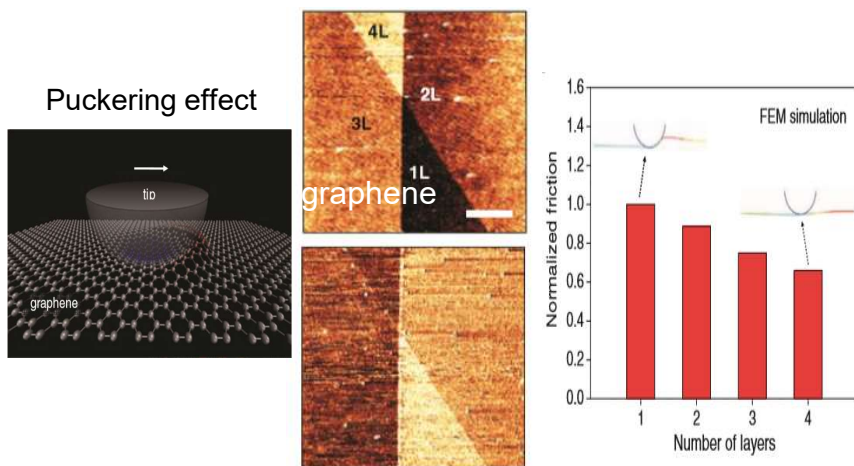 Puckering effect
tip
graphene
4L
2L
3L
1L
graphene
1.6
1.4
1.2
1.0
0.8
0.6
0.4
0.2
0.0
Normalized friction
FEM simulation
1
2
3
4
Number of layers